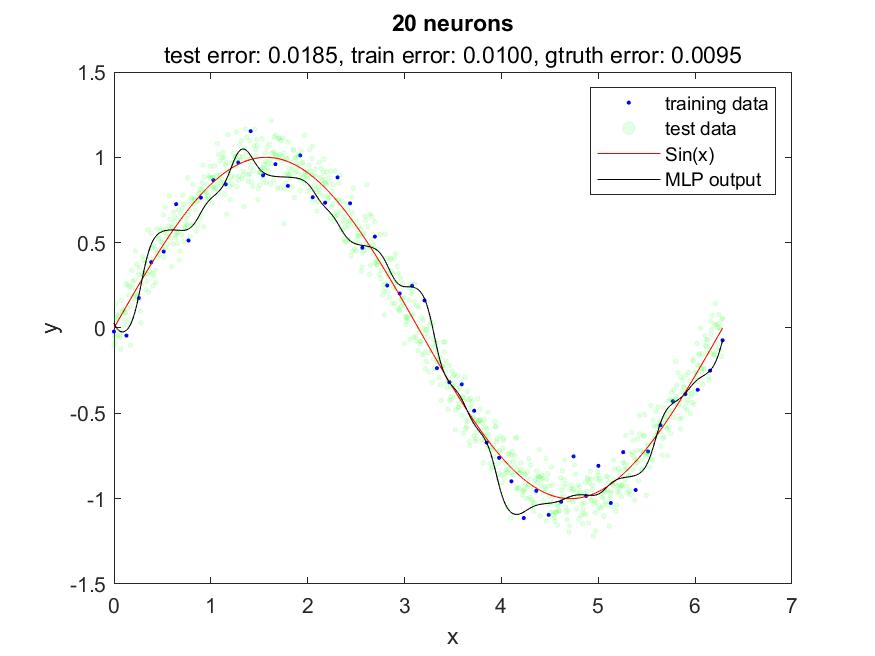 20 neurons
test error: 0.0185, train error: 0.0100, gtruth error: 0.0095
training data
test data
Sin(x)
MLP output
1.5
1
0.5
0
-0.5
-1
-1.5
y
0 1 2 3 4 5 6 7
x